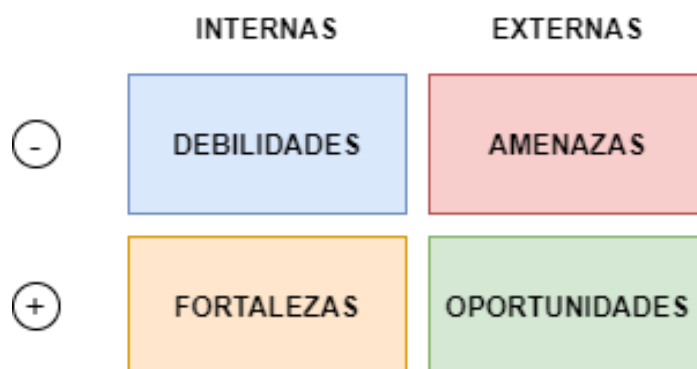 INTERNAS EXTERNAS
- DEBILIDADES AMENAZAS
+ FORTALEZAS OPORTUNIDADES